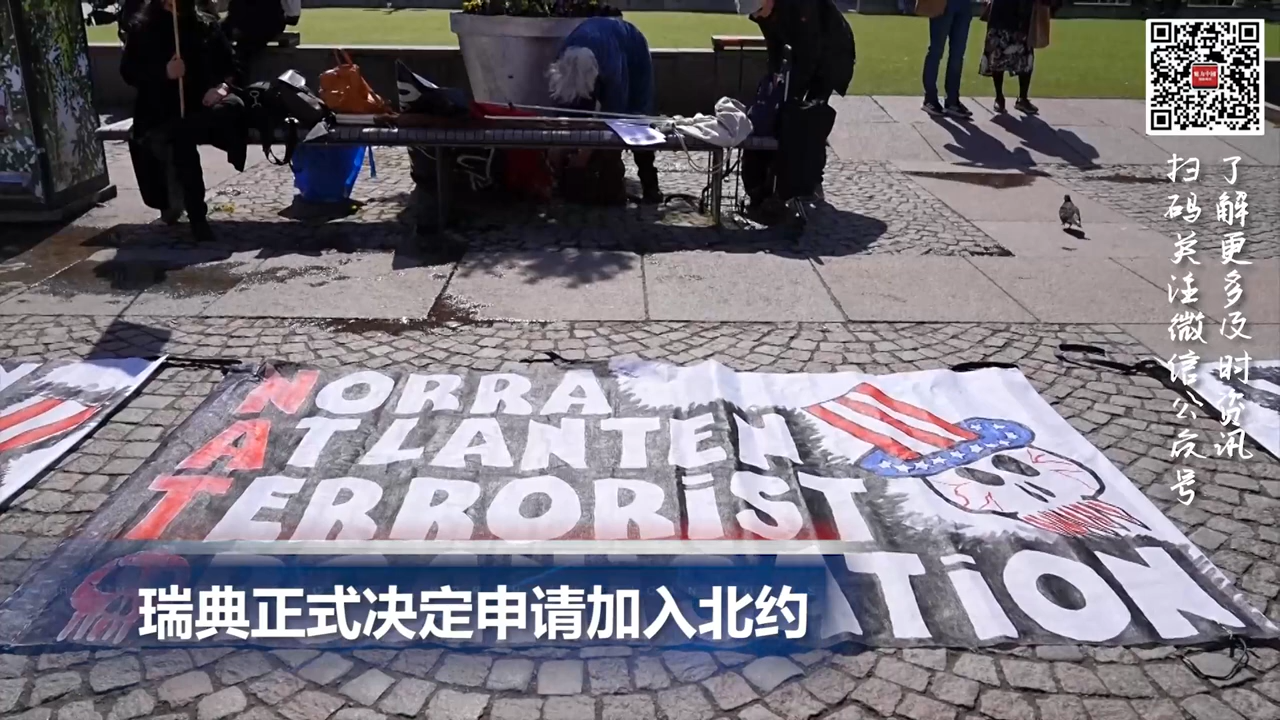 了解更多及时资讯
扫码关注微信公众号
NORRA
ATLANTEN
TERRORIST
瑞典正式决定申请加入北约